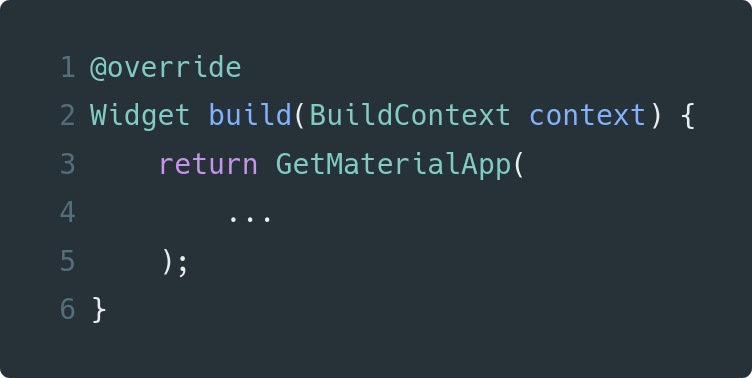 1 @override
2 Widget build(BuildContext context) {
3     return GetMaterialApp(
4         ...
5     );
6 }